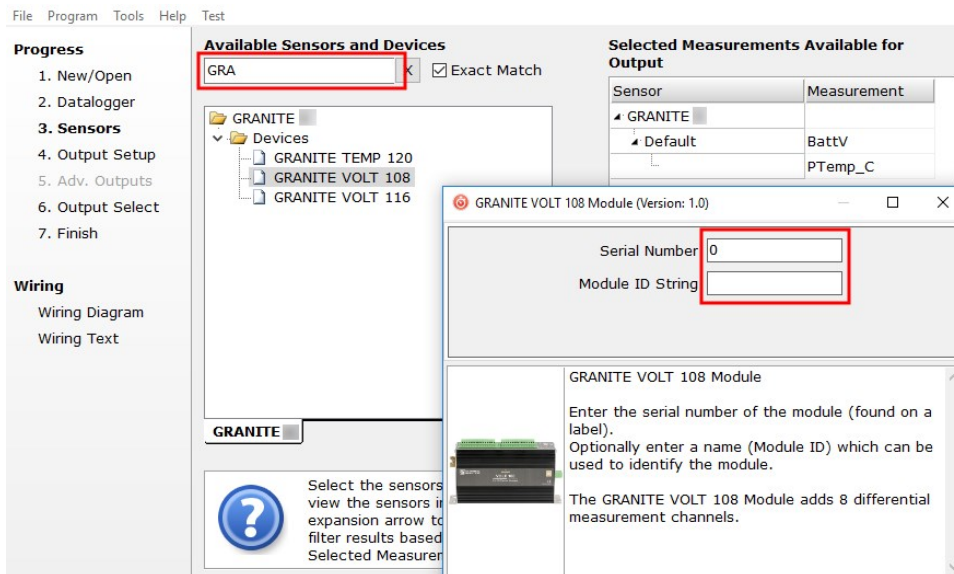 File Program Tools Help Test
Progress
1. New/Open
2. Datalogger
3. Sensors
4. Output Setup
5. Adv. Outputs
6. Output Select
7. Finish
Wiring
Wiring Diagram
Wiring Text
Available Sensors and Devices
GRA
X
Exact Match
GRANITE
Devices
GRANITE TEMP 120
GRANITE VOLT 108
GRANITE VOLT 116
GRANITE
Select the sensors
view the sensors i
expansion arrow to
filter results based
Selected Measurer
Selected Measurements Available for
Output
Sensor Measurement
GRANITE
Default BattV
PTemp_C
GRANITE VOLT 108 Module (Version: 1.0)
Serial Number 0
Module ID String
GRANITE VOLT 108 Module
Enter the serial number of the module (found on a
label).
Optionally enter a name (Module ID) which can be
used to identify the module.
The GRANITE VOLT 108 Module adds 8 differential
measurement channels.